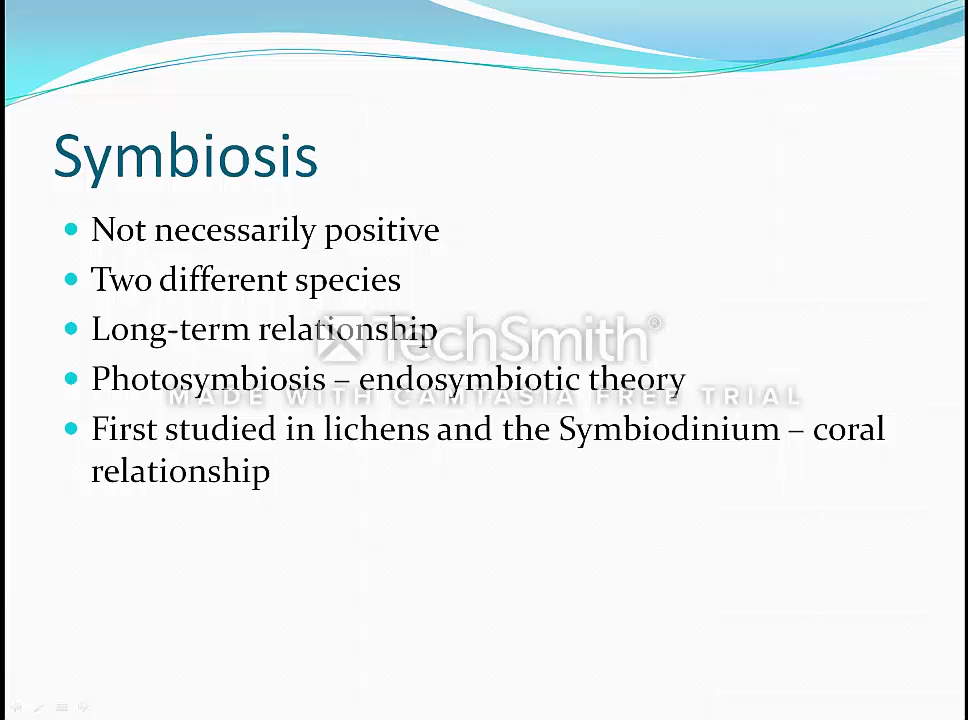 Symbiosis
Not necessarily positive
Two different species
Long-term relationship
TechSmith®
Photosymbiosis – endosymbiotic theory
MADE WITH CAMTASIA FREE TRIAL
First studied in lichens and the Symbiodinium – coral
relationship